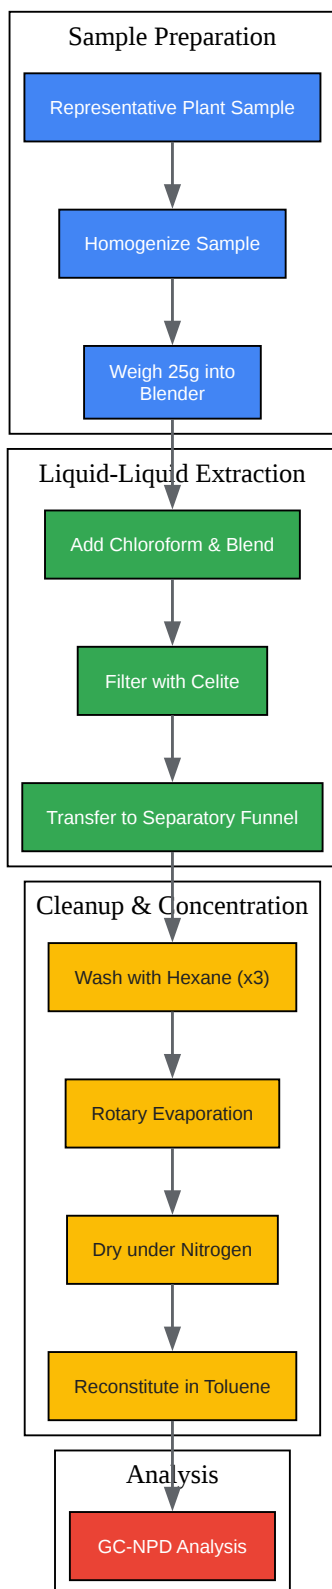 Sample Preparation
Representative Plant Sample
Homogenize Sample
Weigh 25g into
Blender
Liquid-Liquid Extraction
Add Chloroform & Blend
Filter with Celite
Transfer to Separatory Funnel
Cleanup & Concentration
Wash with Hexane (x3)
Rotary Evaporation
Dry under Nitrogen
Reconstitute in Toluene
Analysis
GC-NPD Analysis